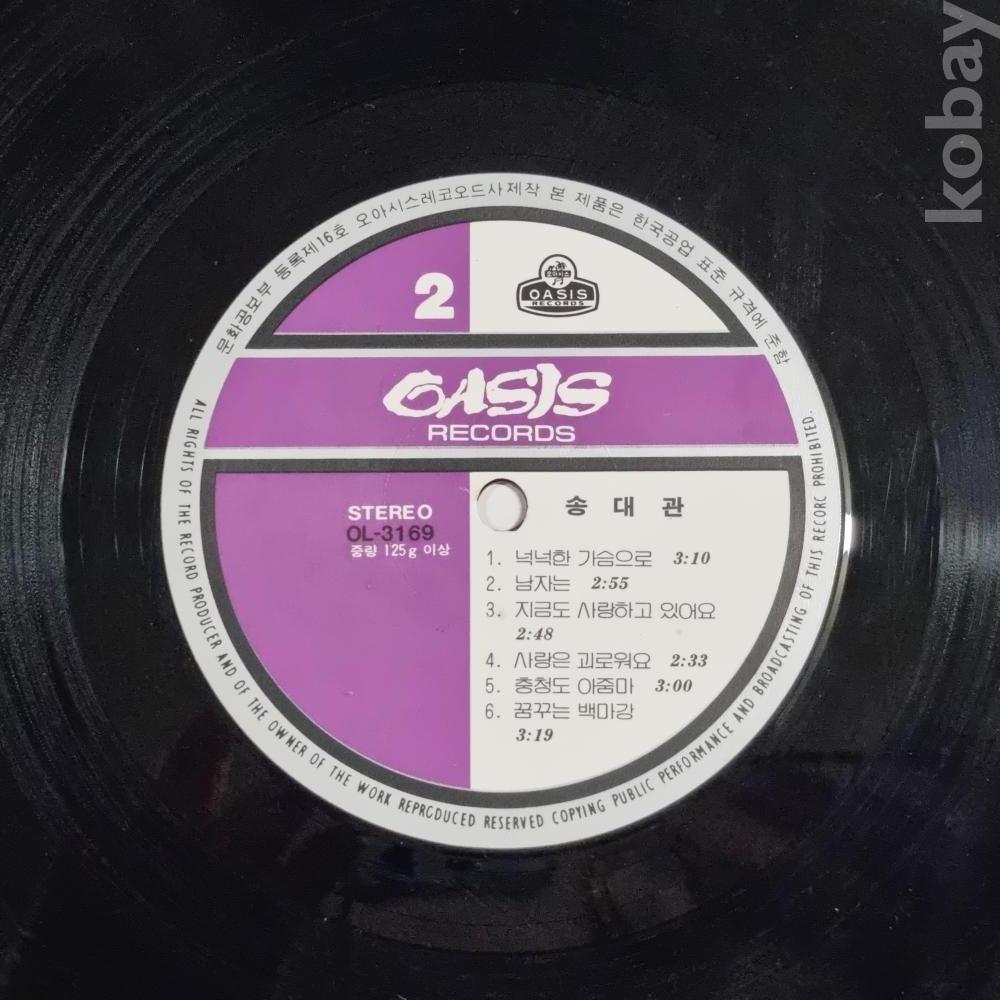 kobay
문화공보부 등록제16호 오아시스레코오드사제작 본 제품은 한국공업 표준 규격에 준함
2
오아시스
OASIS
RECORDS
OASIS
RECORDS
STEREO
OL-3169
중량 125g 이상
송 대 관
1. 넉넉한 가슴으로 3:10
2. 남자는 2:55
3. 지금도 사랑하고 있어요
2:48
4. 사랑은 괴로워요 2:33
5. 충청도 아줌마 3:00
6. 꿈꾸는 백마강
3:19
ALL RIGHTS OF THE RECORD PRODUCER AND OF THE OWNER OF THE WORK REPRCDUCED RESERVED COPYING PUBLIC PERFORMANCE AND BROADCASTING OF THIS RECORC PROHIBITED.